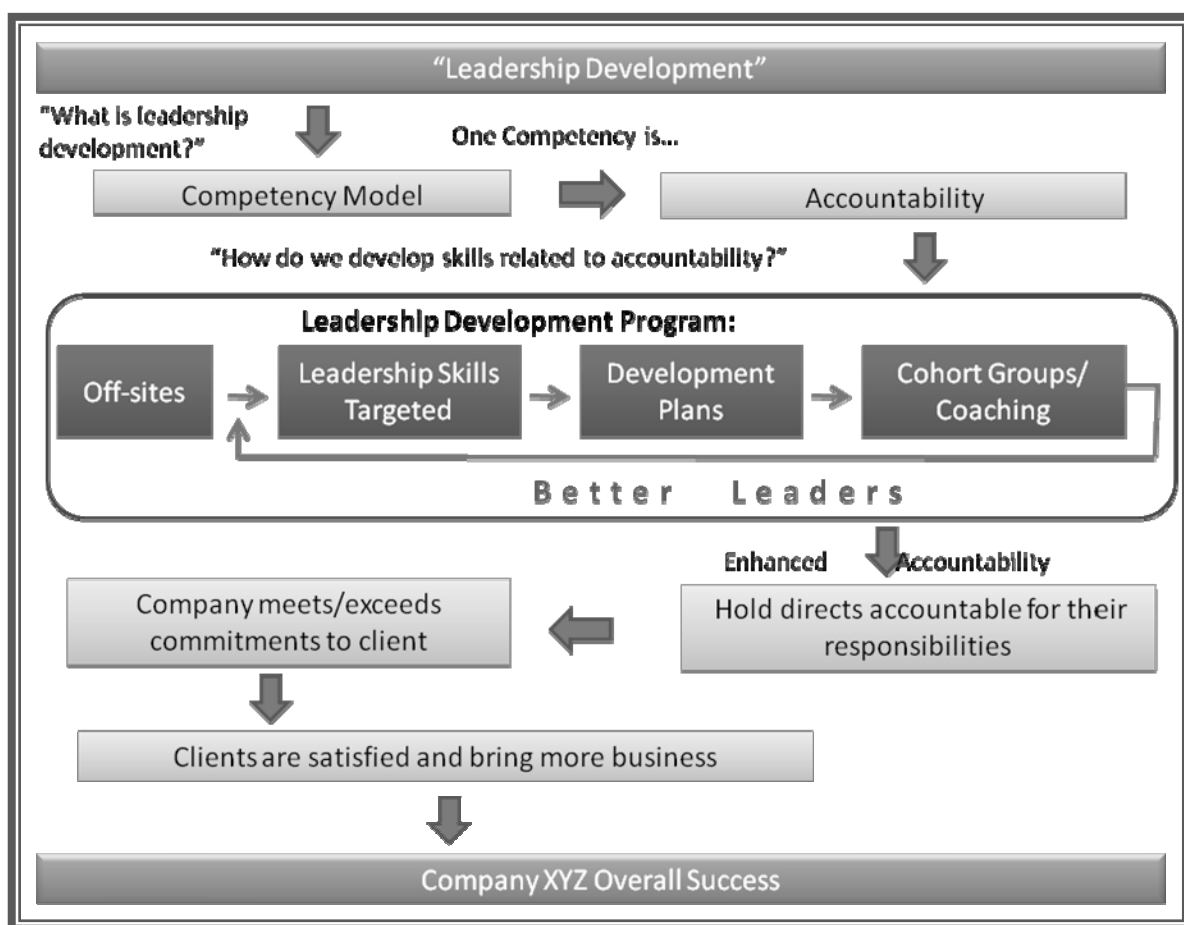 “Leadership Development”
“What is leadership
development?”
One Competency is...
Competency Model
Accountability
“How do we develop skills related to accountability?”
Leadership Development Program:
Off-sites
Leadership Skills
Targeted
Development
Plans
Cohort Groups/
Coaching
Better Leaders
Enhanced Accountability
Company meets/exceeds
commitments to client
Hold directs accountable for their
responsibilities
Clients are satisfied and bring more business
Company XYZ Overall Success